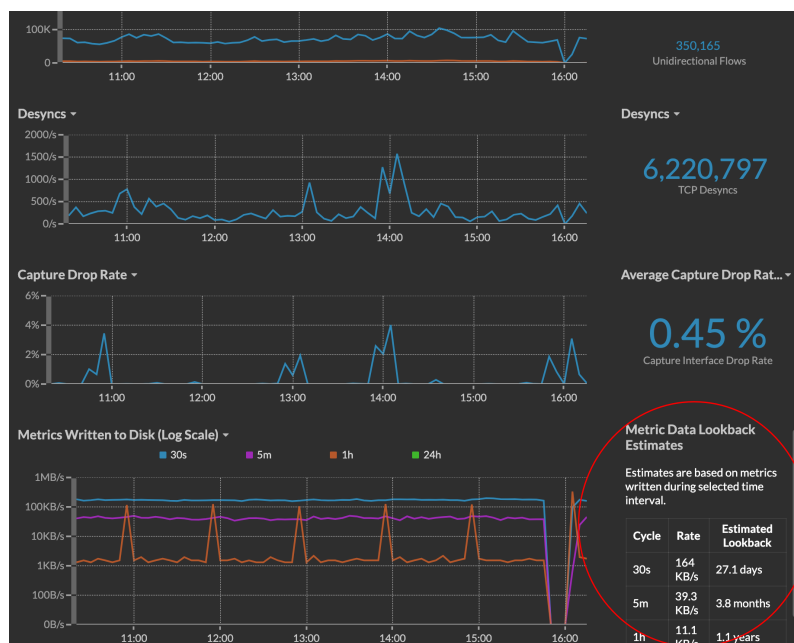 100K
0
11:00 12:00 13:00 14:00 15:00 16:00
350,165
Unidirectional Flows
Desyncs
2000/s
1500/s
1000/s
500/s
0/s
11:00 12:00 13:00 14:00 15:00 16:00
Desyncs
6,220,797
TCP Desyncs
Capture Drop Rate
6%
4%
2%
0%
11:00 12:00 13:00 14:00 15:00 16:00
Average Capture Drop Rat...
0.45 %
Capture Interface Drop Rate
Metrics Written to Disk (Log Scale)
30s 5m 1h 24h
1MB/s
100KB/s
10KB/s
1KB/s
100B/s
0B/s
11:00 12:00 13:00 14:00 15:00 16:00
Metric Data Lookback
Estimates
Estimates are based on metrics
written during selected time
interval.
Cycle Rate Estimated
Lookback
30s 164
KB/s 27.1 days
5m 39.3
KB/s 3.8 months
1h 11.1
KB/s 1.1 years